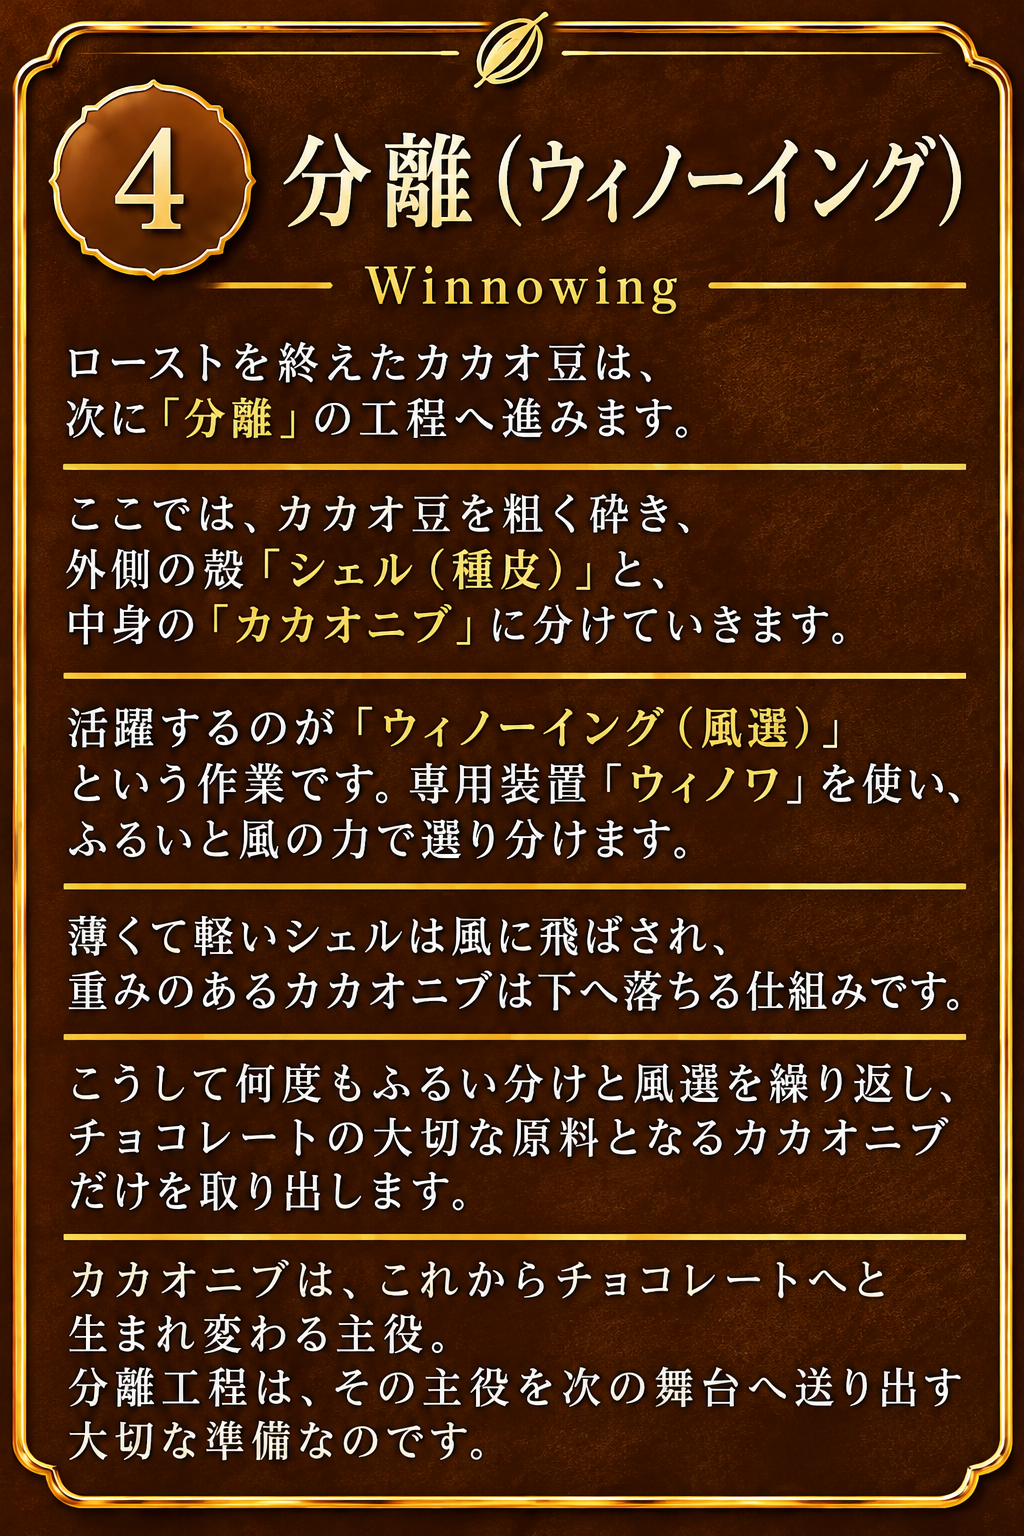 4
分離（ウィノーイング）
Winnowing
ローストを終えたカカオ豆は、
次に「分離」の工程へ進みます。
ここでは、カカオ豆を粗く砕き、
外側の殻「シェル（種皮）」と、
中身の「カカオニブ」に分けていきます。
活躍するのが「ウィノーイング（風選）」
という作業です。専用装置「ウィノワ」を使い、
ふるいと風の力で選り分けます。
薄くて軽いシェルは風に飛ばされ、
重みのあるカカオニブは下へ落ちる仕組みです。
こうして何度もふるい分けと風選を繰り返し、
チョコレートの大切な原料となるカカオニブ
だけを取り出します。
カカオニブは、これからチョコレートへと
生まれ変わる主役。
分離工程は、その主役を次の舞台へ送り出す
大切な準備なのです。